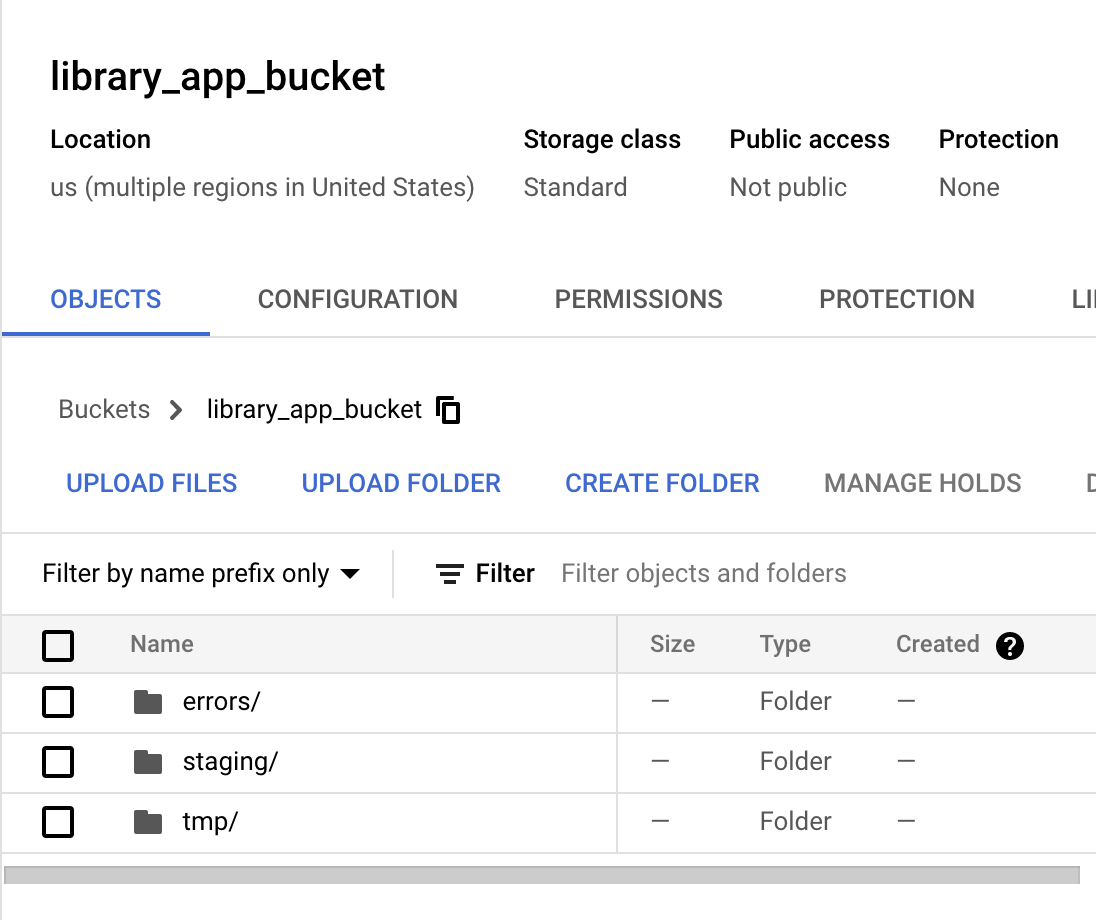 library_app_bucket
Location Storage class Public access Protection
us (multiple regions in United States) Standard Not public None
OBJECTS CONFIGURATION PERMISSIONS PROTECTION
Buckets library_app_bucket
UPLOAD FILES UPLOAD FOLDER CREATE FOLDER MANAGE HOLDS
Filter by name prefix only Filter Filter objects and folders
Name Size Type Created ?
errors/ — Folder —
staging/ — Folder —
tmp/ — Folder —